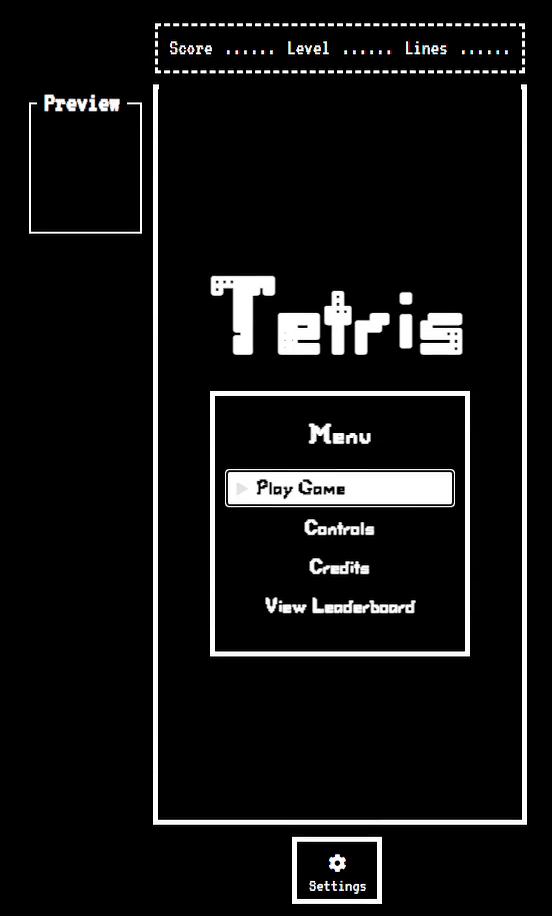 Score ...... Level ...... Lines ......
Preview
Tetris
Menu
Play Game
Controls
Credits
View Leaderboard
Settings